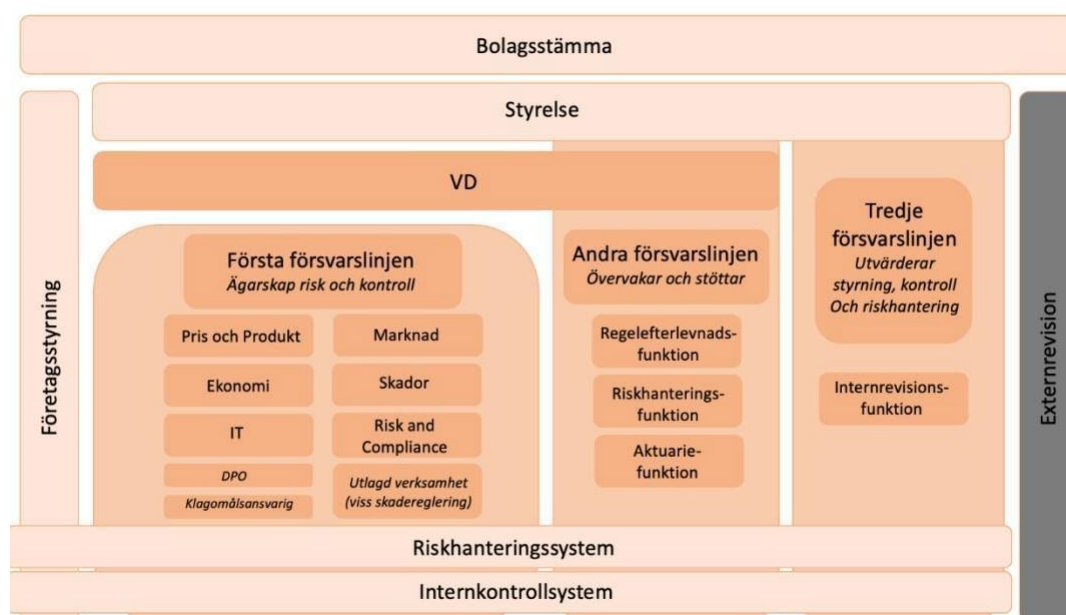 Bolagsstämma
Företagsstyrning
Styrelse
VD
Första försvarslinjen
Ägarskap risk och kontroll
Pris och Produkt
Marknad
Ekonomi
Skador
IT
Risk and
Compliance
DPO
Klagomålsansvarig
Utlagd verksamhet
(viss skadereglering)
Andra försvarslinjen
Övervakar och stöttar
Regelefterlevnads-
funktion
Riskhanterings-
funktion
Aktuarie-
funktion
Tredje
försvarslinjen
Utvärderar
styrning, kontroll
Och riskhantering
Internrevisions-
funktion
Externrevision
Riskhanteringssystem
Internkontrollsystem